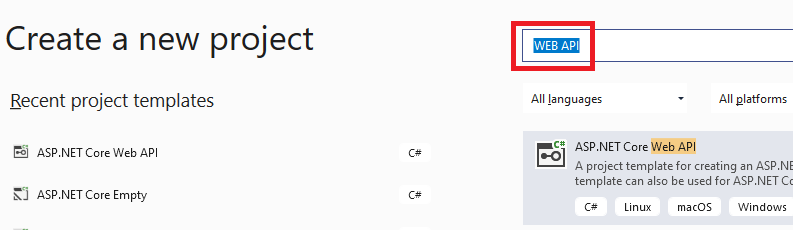 Create a new project
WEB API
Recent project templates
All languages
All platforms
ASP.NET Core Web API
C#
ASP.NET Core Empty
C#
C#
ASP.NET Core Web API
A project template for creating an ASP.NE
template can also be used for ASP.NET Co
C#
Linux
macOS
Windows